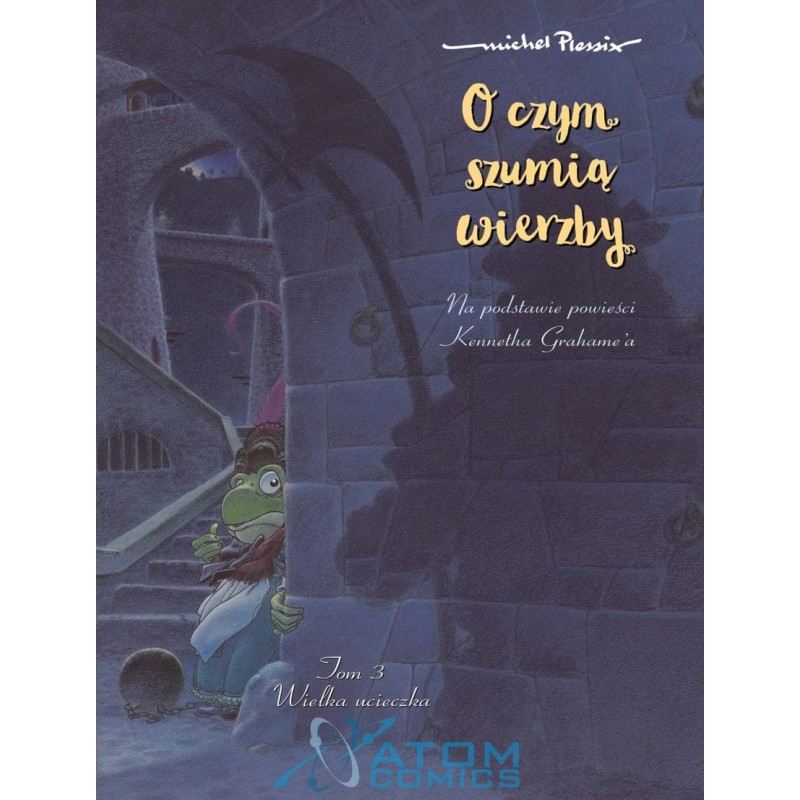 michel Plessix
O czym
szumią
wierzby
Na podstawie powieści
Kennetha Grahame'a
Tom 3
Wielka ucieczka
ATOM
COMICS